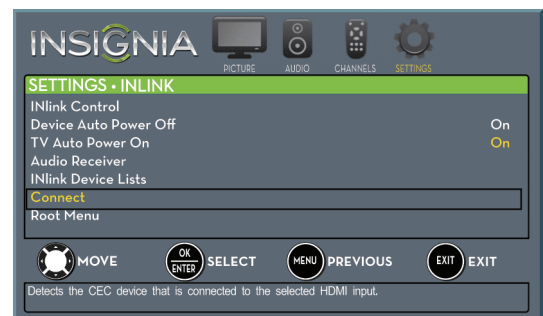 INSIGNIA
PICTURE AUDIO CHANNELS SETTINGS
SETTINGS • INLINK
INlink Control
Device Auto Power Off On
TV Auto Power On On
Audio Receiver
INlink Device Lists
Connect
Root Menu
MOVE OK ENTER SELECT MENU PREVIOUS EXIT EXIT
Detects the CEC device that is connected to the selected HDMI input.